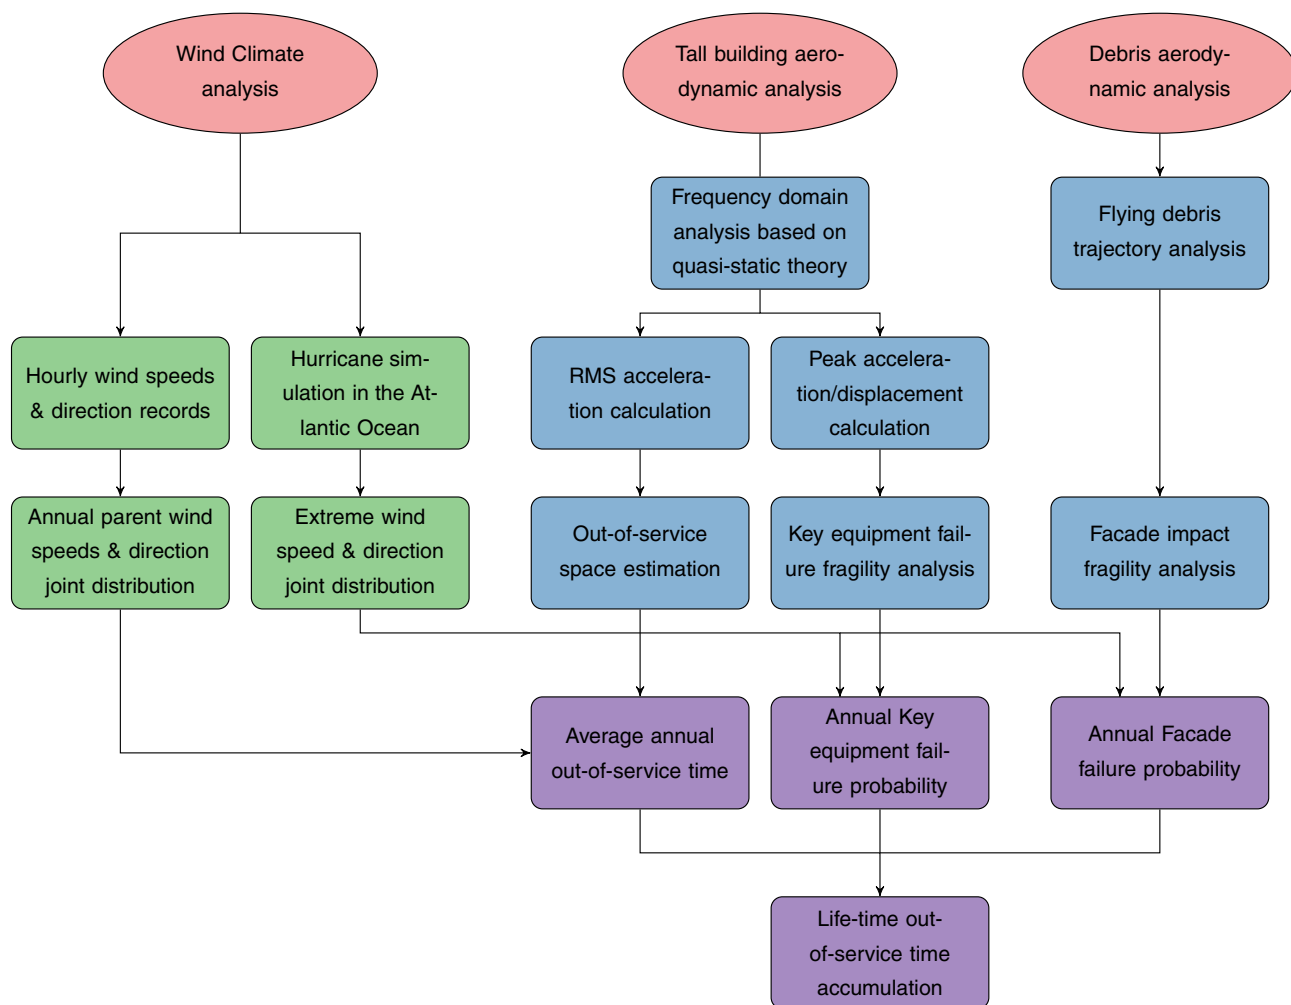 Wind Climate
analysis
Tall building aero-
dynamic analysis
Debris aerody-
namic analysis
Frequency domain
analysis based on
quasi-static theory
Flying debris
trajectory analysis
Hourly wind speeds
& direction records
Hurricane sim-
ulation in the At-
lantic Ocean
RMS accelera-
tion calculation
Peak accelera-
tion/displacement
calculation
Annual parent wind
speeds & direction
joint distribution
Extreme wind
speed & direction
joint distribution
Out-of-service
space estimation
Key equipment fail-
ure fragility analysis
Facade impact
fragility analysis
Average annual
out-of-service time
Annual Key
equipment fail-
ure probability
Annual Facade
failure probability
Life-time out-
of-service time
accumulation